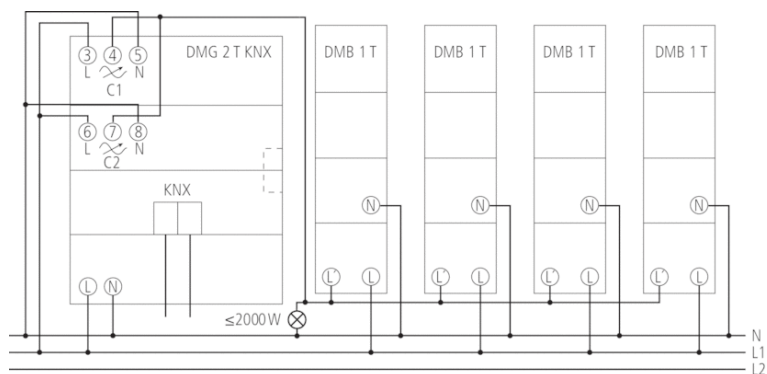 3 4 5 DMG 2 T KNX DMB 1 T DMB 1 T DMB 1 T DMB 1 T
L N
C1
6 7 8
L N
C2
KNX
N N N N
L N L′ L L′ L L′ L L′ L
≤2000 W
N
L1
L2